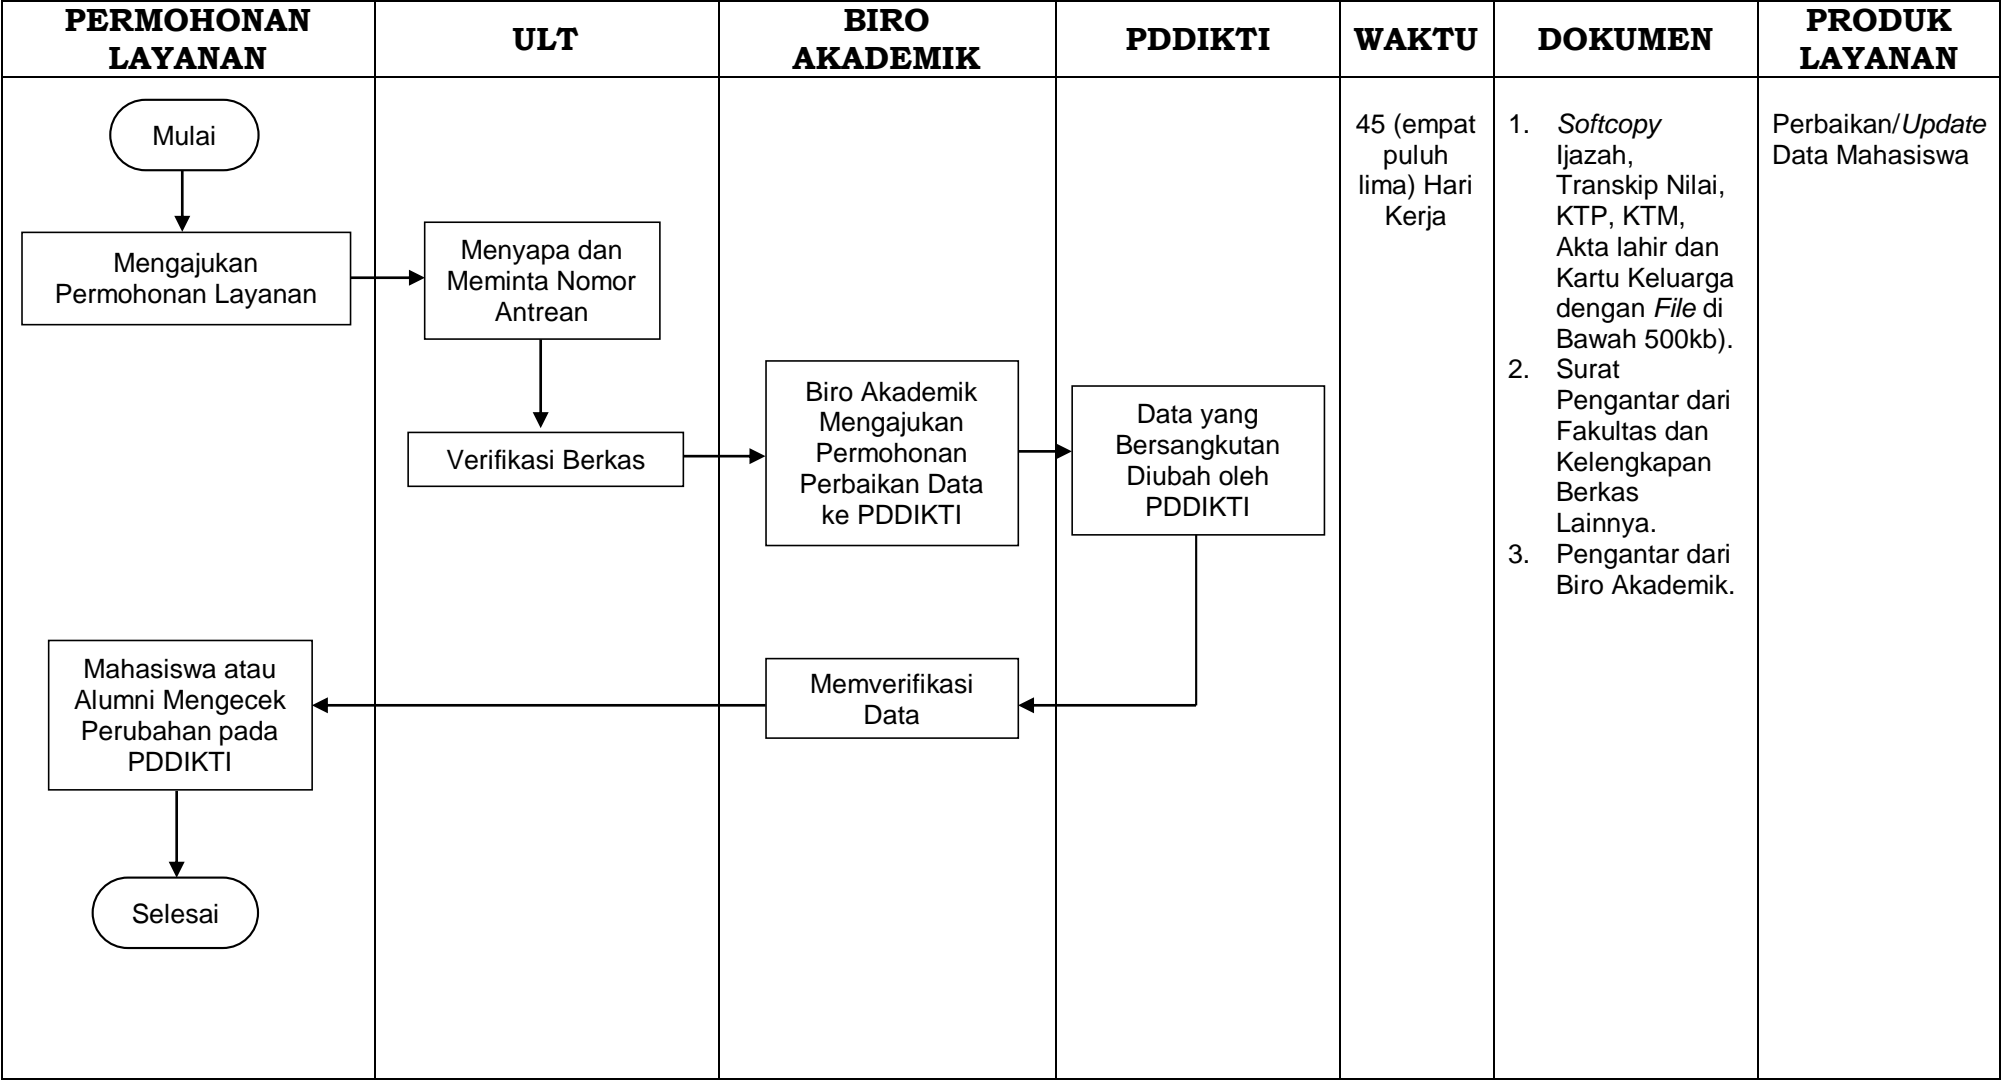 PERMOHONAN
LAYANAN
ULT
BIRO
AKADEMIK
PDDIKTI
WAKTU
DOKUMEN
PRODUK
LAYANAN
Mulai
Mengajukan
Permohonan Layanan
Menyapa dan
Meminta Nomor
Antrean
Verifikasi Berkas
Biro Akademik
Mengajukan
Permohonan
Perbaikan Data
ke PDDIKTI
Data yang
Bersangkutan
Diubah oleh
PDDIKTI
Memverifikasi
Data
Mahasiswa atau
Alumni Mengecek
Perubahan pada
PDDIKTI
Selesai
45 (empat
puluh
lima) Hari
Kerja
1. Softcopy
Ijazah,
Transkip Nilai,
KTP, KTM,
Akta lahir dan
Kartu Keluarga
dengan File di
Bawah 500kb).
2. Surat
Pengantar dari
Fakultas dan
Kelengkapan
Berkas
Lainnya.
3. Pengantar dari
Biro Akademik.
Perbaikan/Update
Data Mahasiswa